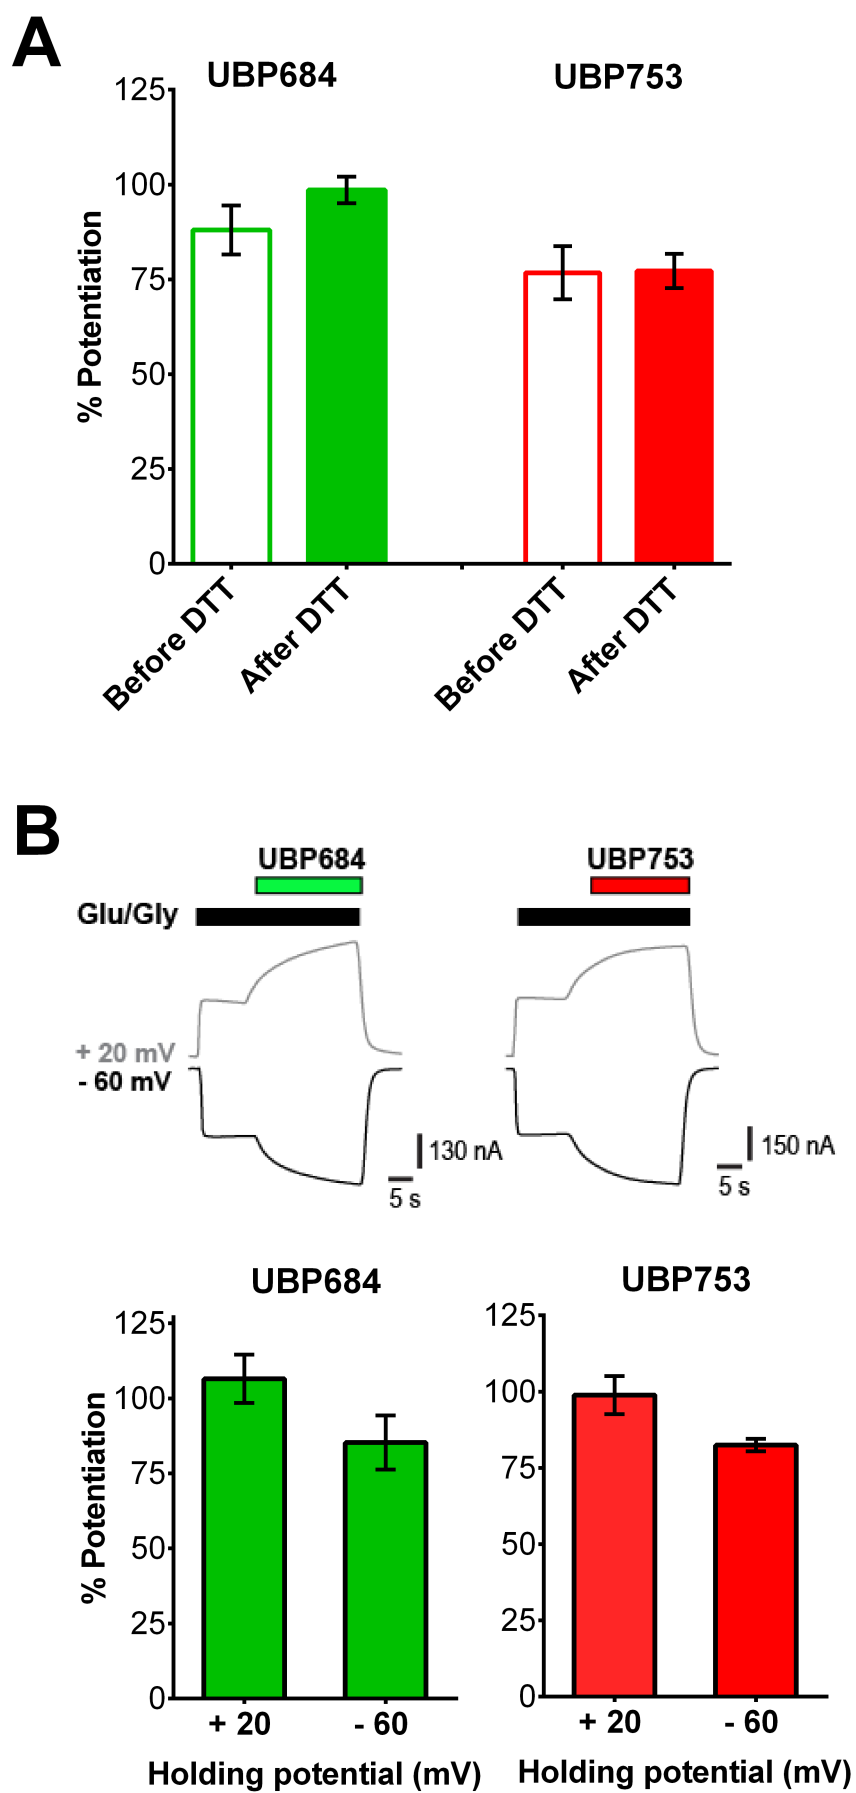 A
UBP684 UBP753
125
100
75
50
25
0
% Potentiation
Before DTT After DTT Before DTT After DTT
B
UBP684 UBP753
Glu/Gly
+ 20 mV
- 60 mV
130 nA 150 nA
5 s 5 s
UBP684 UBP753
125 125
100 100
75 75
50 50
25 25
0 0
% Potentiation
+ 20 - 60 + 20 - 60
Holding potential (mV) Holding potential (mV)